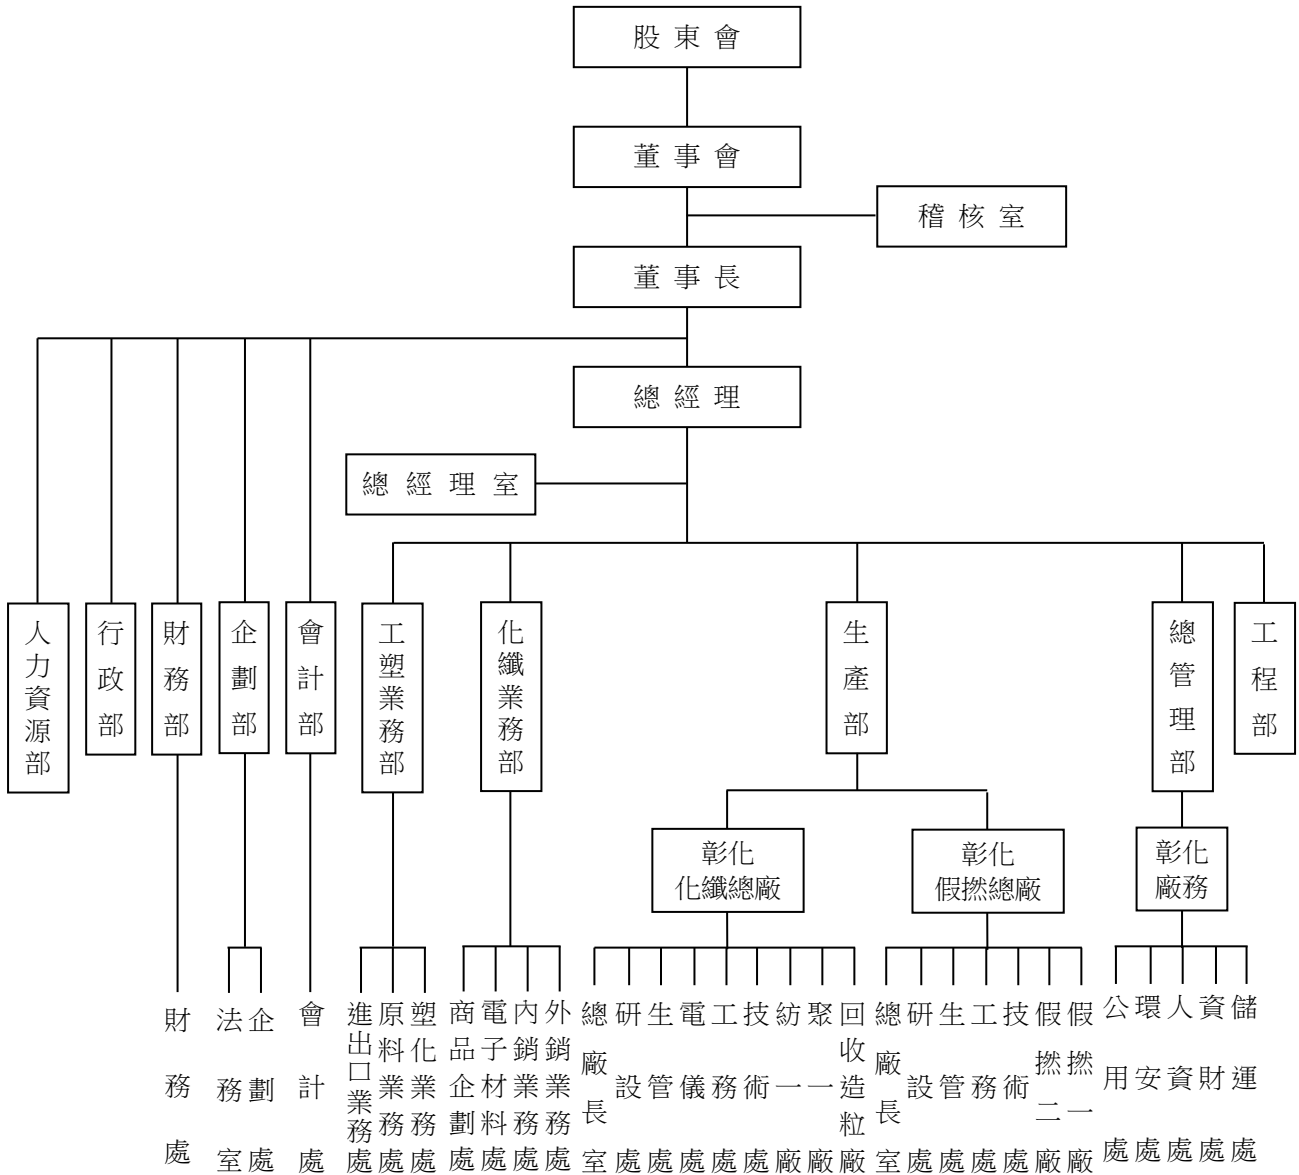 股東會
董事會
稽核室
董事長
總經理
總經理室
人力資源部
行政部
財務部
企劃部
會計部
工塑業務部
化纖業務部
生產部
總管理部
工程部
彰化
化纖總廠
彰化
假撚總廠
彰化
廠務
財務處
法務室
企劃處
會計處
進出口業務處
原料業務處
塑化業務處
商品企劃處
電子材料處
內銷業務處
外銷業務處
總廠長室
研設處
生管處
電儀處
工務處
技術處
紡一廠
聚一廠
回收造粒廠
總廠長室
研設處
生管處
工務處
技術處
假撚二廠
假撚一廠
公用處
環安處
人資處
資財處
儲運處